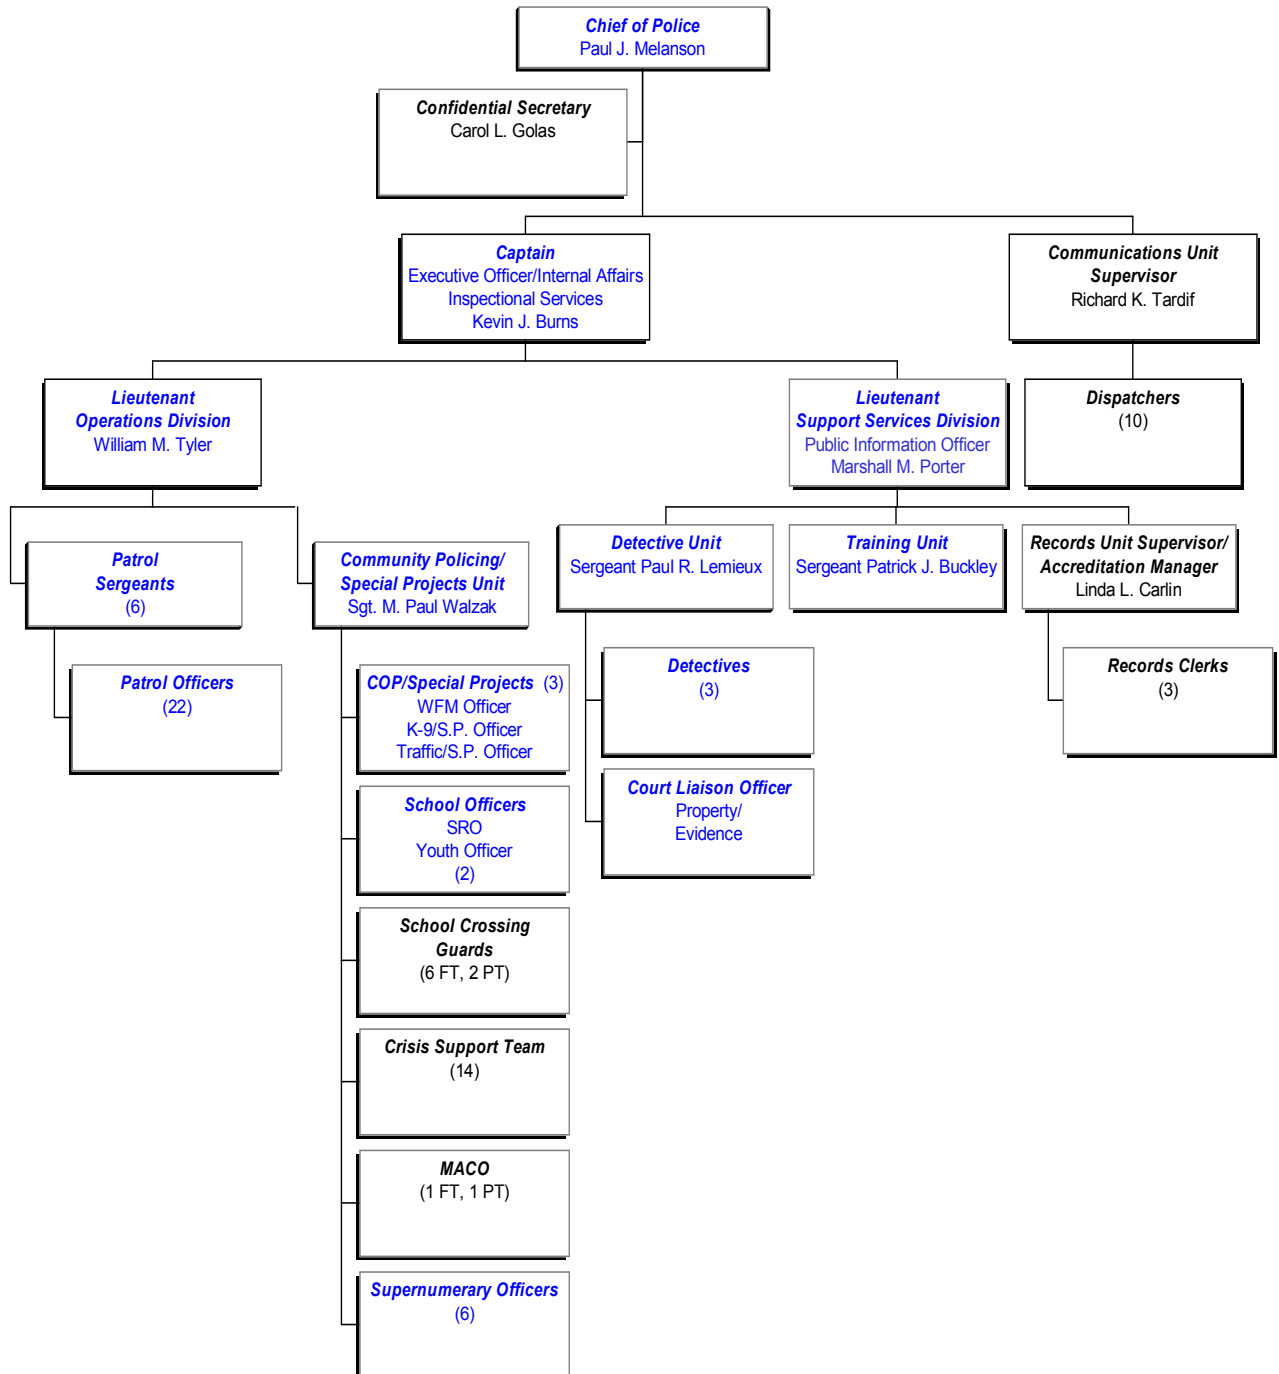 Chief of Police
Paul J. Melanson
Confidential Secretary
Carol L. Golas
Captain
Executive Officer/Internal Affairs
Inspectional Services
Kevin J. Burns
Communications Unit
Supervisor
Richard K. Tardif
Lieutenant
Operations Division
William M. Tyler
Lieutenant
Support Services Division
Public Information Officer
Marshall M. Porter
Dispatchers
(10)
Patrol
Sergeants
(6)
Community Policing/
Special Projects Unit
Sgt. M. Paul Walzak
Detective Unit
Sergeant Paul R. Lemieux
Training Unit
Sergeant Patrick J. Buckley
Records Unit Supervisor/
Accreditation Manager
Linda L. Carlin
Patrol Officers
(22)
COP/Special Projects (3)
WFM Officer
K-9/S.P. Officer
Traffic/S.P. Officer
Detectives
(3)
Records Clerks
(3)
School Officers
SRO
Youth Officer
(2)
Court Liaison Officer
Property/
Evidence
School Crossing
Guards
(6 FT, 2 PT)
Crisis Support Team
(14)
MACO
(1 FT, 1 PT)
Supernumerary Officers
(6)